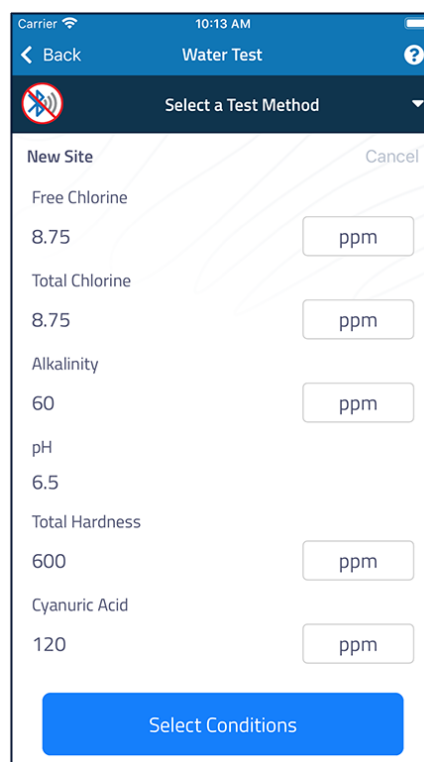 Carrier 10:13 AM
Back Water Test ?
Select a Test Method
New Site Cancel
Free Chlorine
8.75 ppm
Total Chlorine
8.75 ppm
Alkalinity
60 ppm
pH
6.5
Total Hardness
600 ppm
Cyanuric Acid
120 ppm
Select Conditions